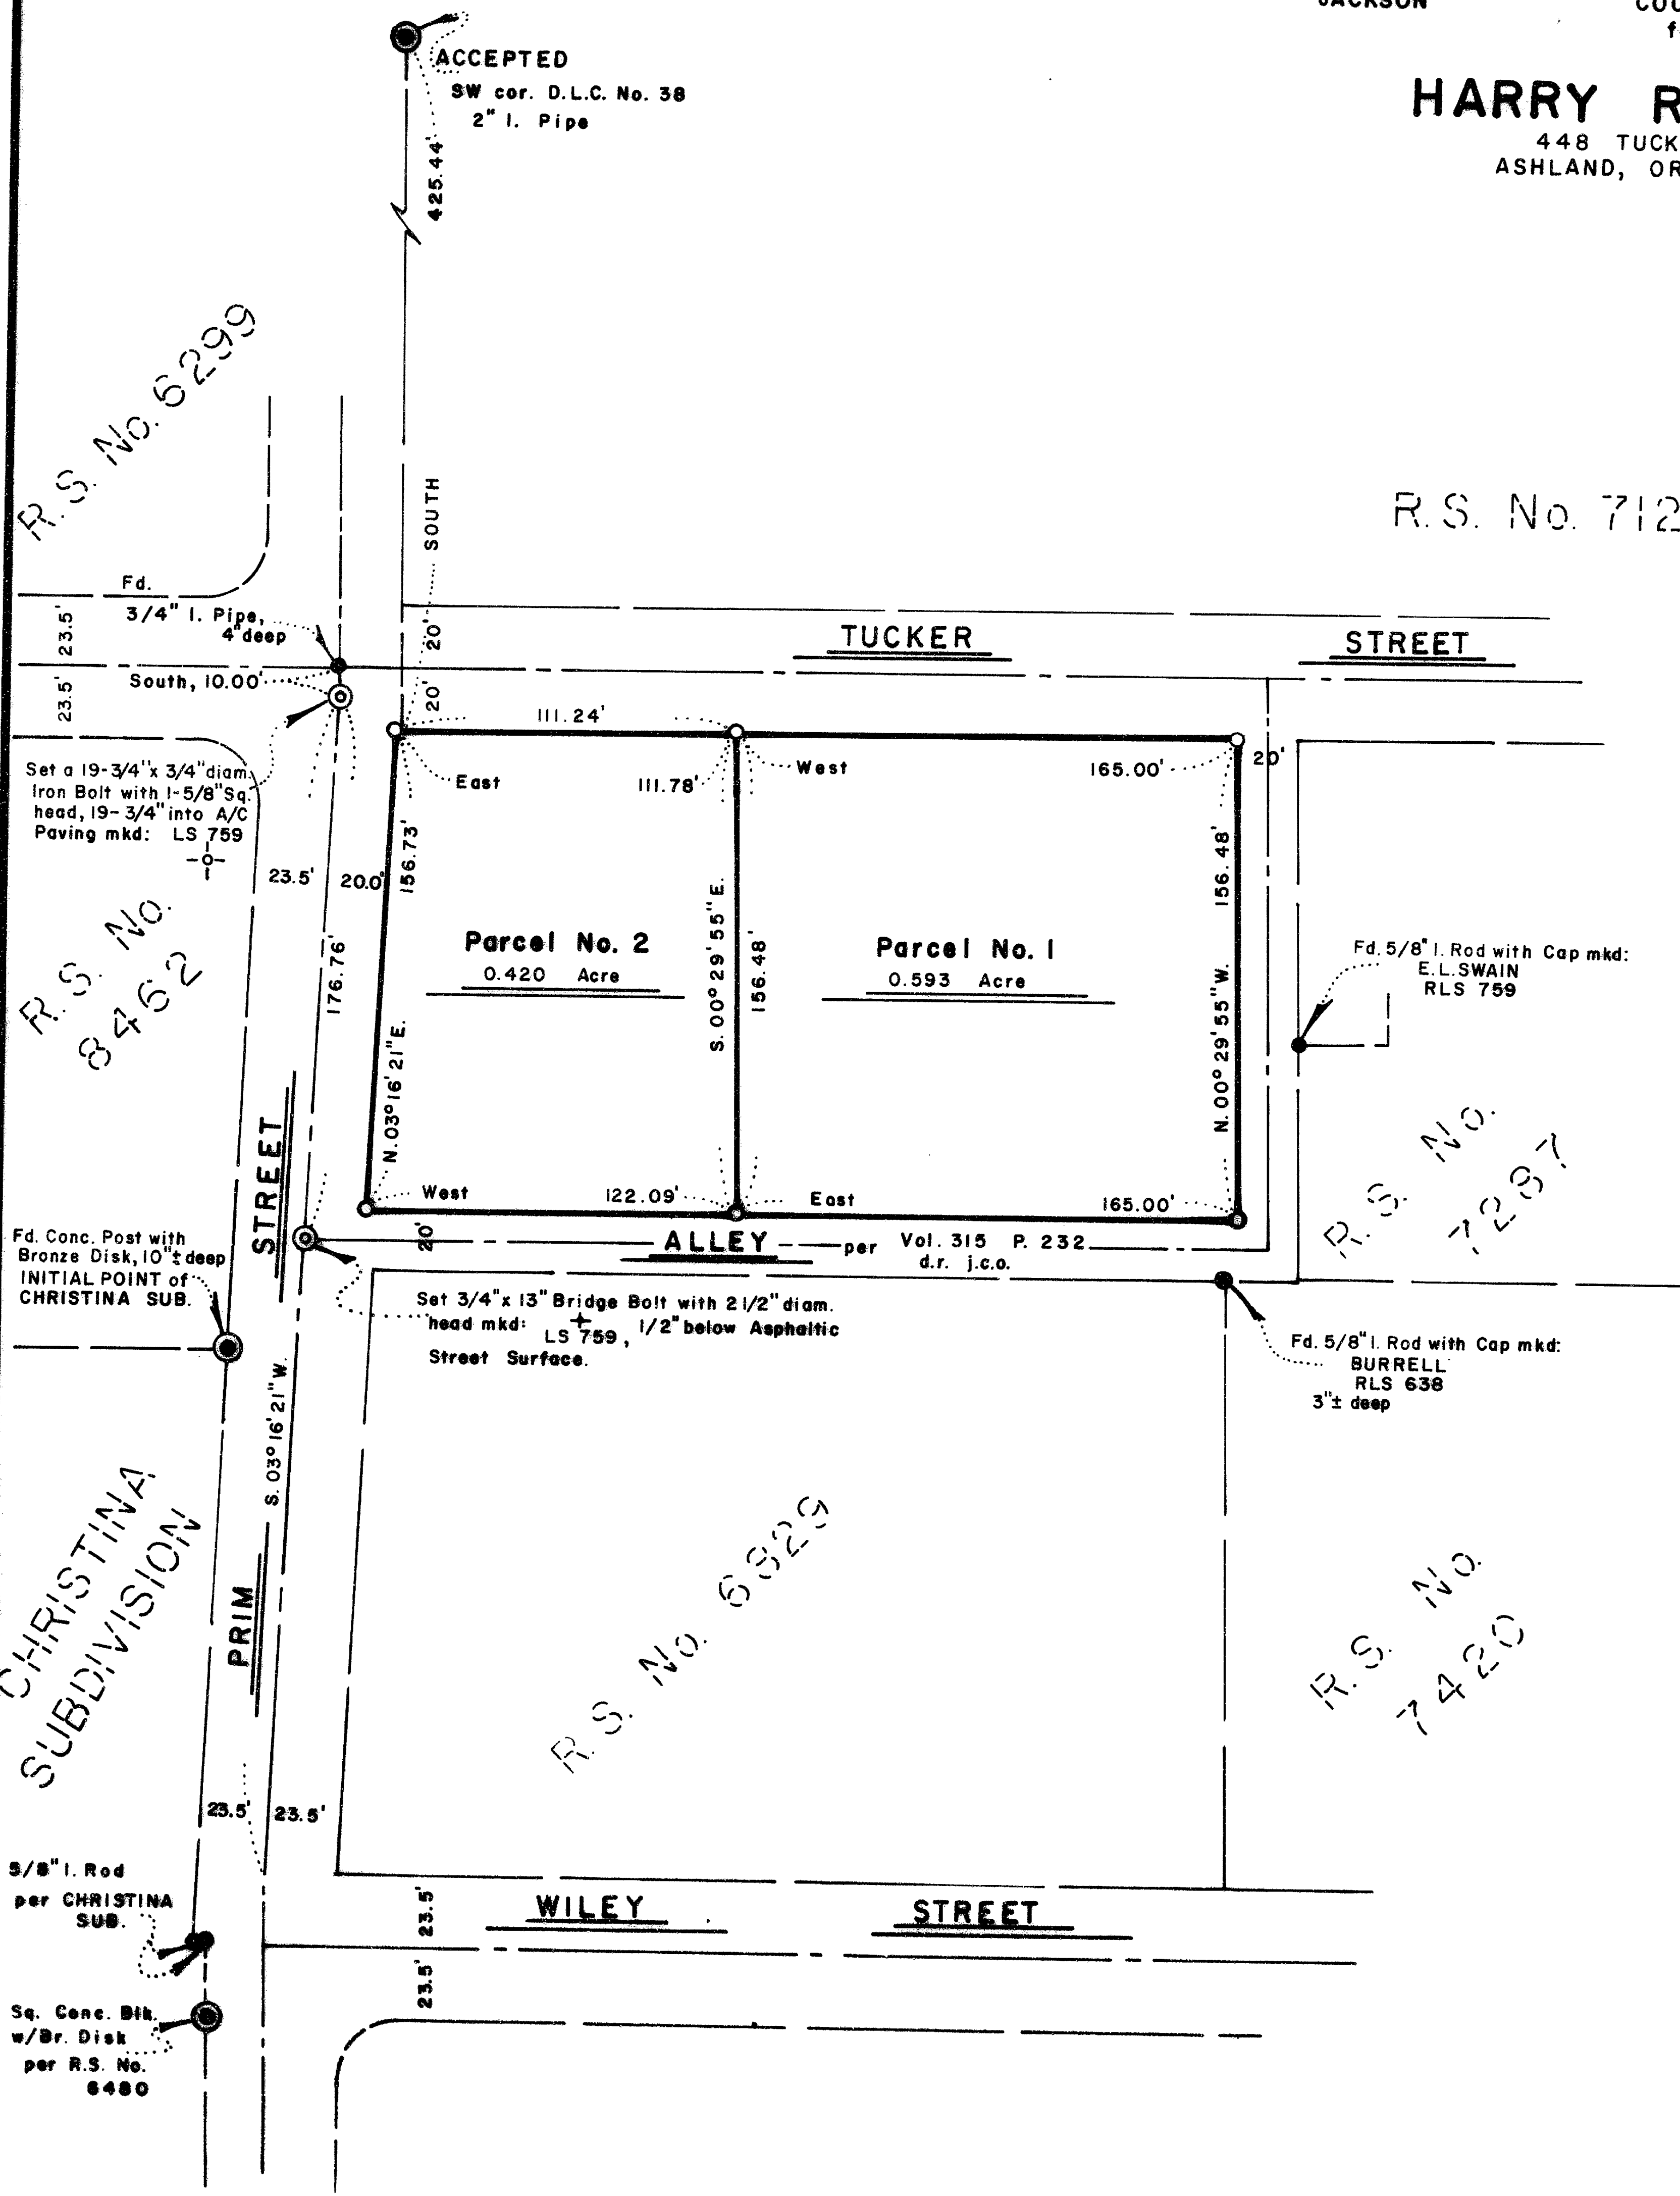 JACKSON
HARRY
448 TUCK
ASHLAND, OR
ACCEPTED
SW cor. D.L.C. No. 38
2" I. Pipe
425.44'
R.S. No. 6299
SOUTH
R.S. No. 712
Fd.
3/4" I. Pipe,
4" deep
23.5'
20'
TUCKER STREET
South, 10.00'
23.5'
20'
111.24'
East
111.78'
West
165.00'
20'
Set a 19-3/4" x 3/4" diam.
Iron Bolt with 1-5/8" Sq.
head, 19-3/4" into A/C
Paving mkd: LS 759
23.5' 20.0'
156.73'
156.48'
R.S. No.
8462
176.76'
Parcel No. 2
0.420 Acre
S. 00° 29' 55" E.
156.48'
Parcel No. 1
0.593 Acre
N. 03° 16' 21" E.
N. 00° 29' 55" W.
Fd. 5/8" I. Rod with Cap mkd:
E.L. SWAIN
RLS 759
R.S. No.
7287
West
122.09'
East
165.00'
STREET
Fd. Conc. Post with
Bronze Disk, 10"± deep
INITIAL POINT of
CHRISTINA SUB.
20'
ALLEY per Vol. 315 P. 232
d.r. j.c.o.
Set 3/4" x 13" Bridge Bolt with 2 1/2" diam.
head mkd: LS 759, 1/2" below Asphaltic
Street Surface.
Fd. 5/8" I. Rod with Cap mkd:
BURRELL
RLS 638
3"± deep
S. 03° 16' 21" W.
CHRISTINA
SUBDIVISION
PRIM
R.S. No. 6829
R.S. No.
7420
23.5' 23.5'
5/8" I. Rod
per CHRISTINA
SUB.
23.5'
WILEY STREET
23.5'
Sq. Conc. Blk.
w/Br. Disk
per R.S. No.
6480